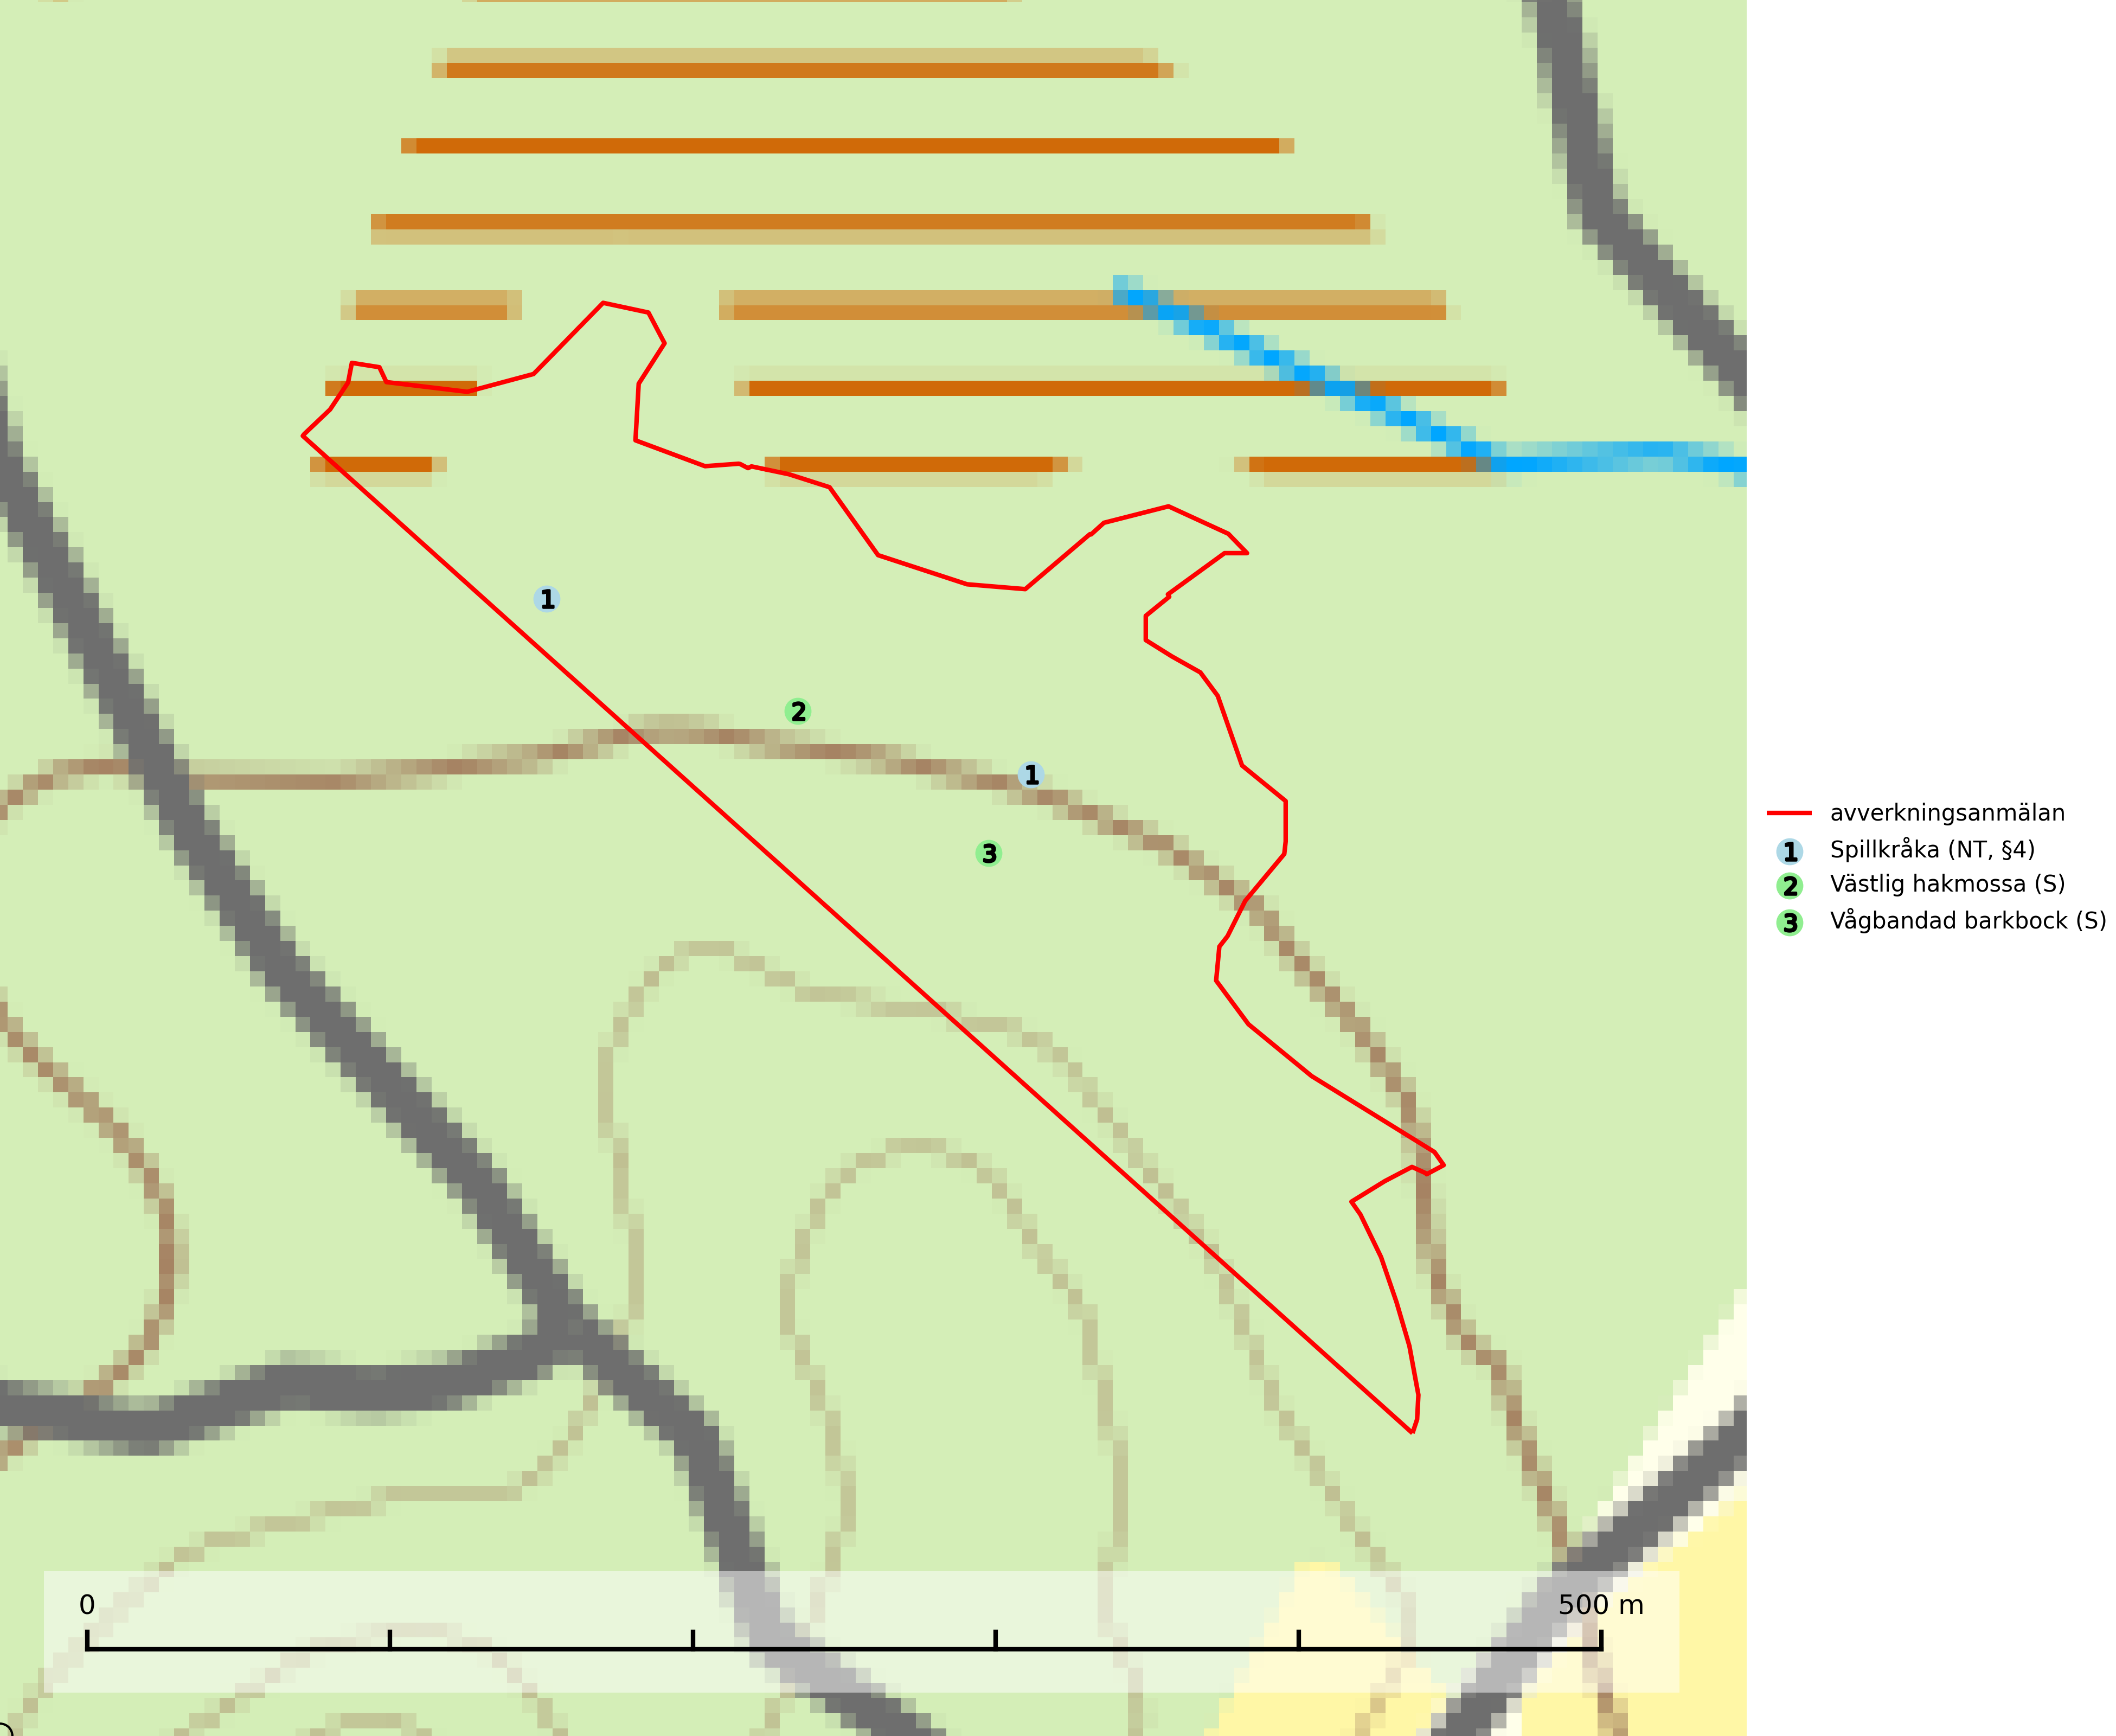 1
2
1
3
avverkningsanmälan
1 Spillkråka (NT, §4)
2 Västlig hakmossa (S)
3 Vågbandad barkbock (S)
0 500 m